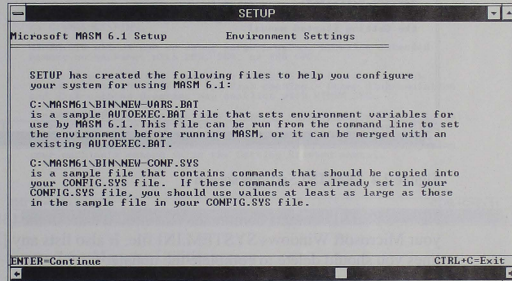 SETUP
Microsoft MASM 6.1 Setup Environment Settings
SETUP has created the following files to help you configure
your system for using MASM 6.1:
C:\MASM61\BIN\NEW-VARS.BAT
is a sample AUTOEXEC.BAT file that sets environment variables for
use by MASM 6.1. This file can be run from the command line to set
the environment before running MASM, or it can be merged with an
existing AUTOEXEC.BAT.
C:\MASM61\BIN\NEW-CONF.SYS
is a sample file that contains commands that should be copied into
your CONFIG.SYS file. If these commands are already set in your
CONFIG.SYS file, you should use values at least as large as those
in the sample file in your CONFIG.SYS file.
ENTER=Continue CTRL+C=Exit